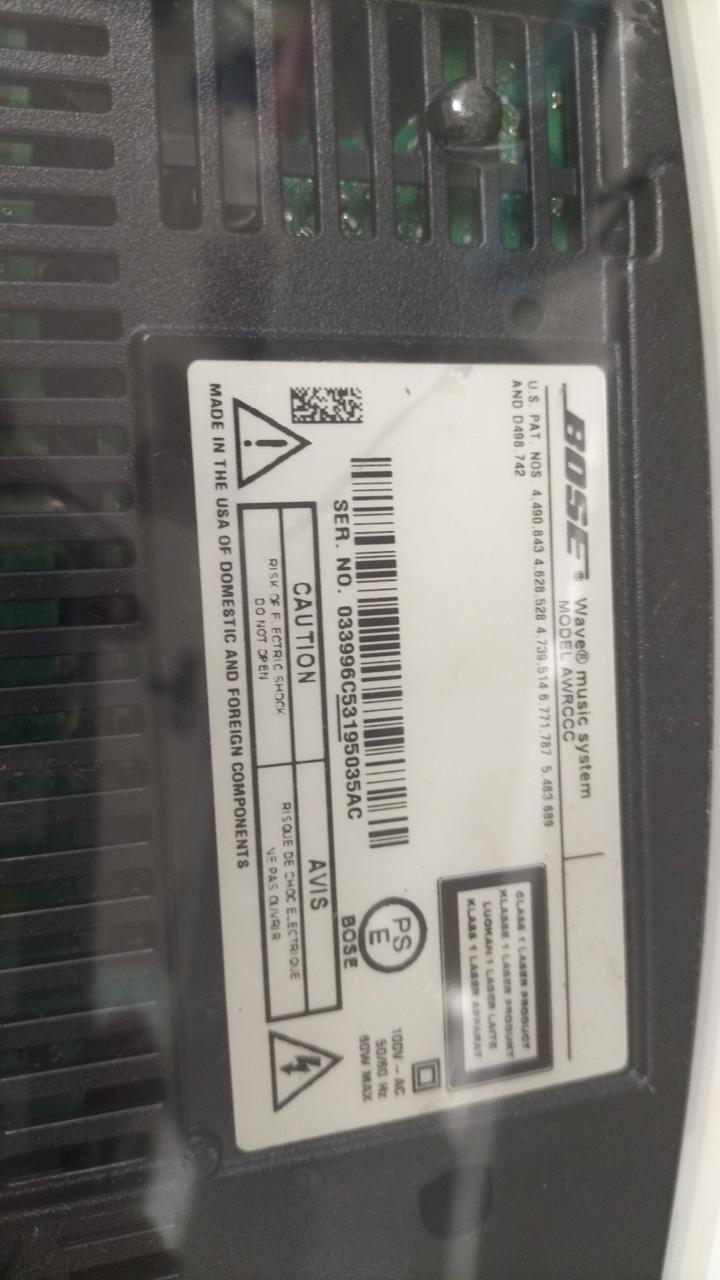 BOSE® Wave® music system
MODEL AWRCCC
U.S. PAT. NOS 4,490,843 4,628,528 4,739,514 6,771,787 5,483,689
AND D498,742
CLASS 1 LASER PRODUCT
KLASSE 1 LASER PRODUKT
LUOKAN 1 LASER LAITE
KLASS 1 LASER APPARAT
SER. NO. 033996C53195035AC
PS
E
BOSE
100V ~ AC
50/60 Hz
60W MAX
CAUTION
RISK OF ELECTRIC SHOCK
DO NOT OPEN
AVIS
RISQUE DE CHOC ELECTRIQUE
NE PAS OUVRIR
MADE IN THE USA OF DOMESTIC AND FOREIGN COMPONENTS